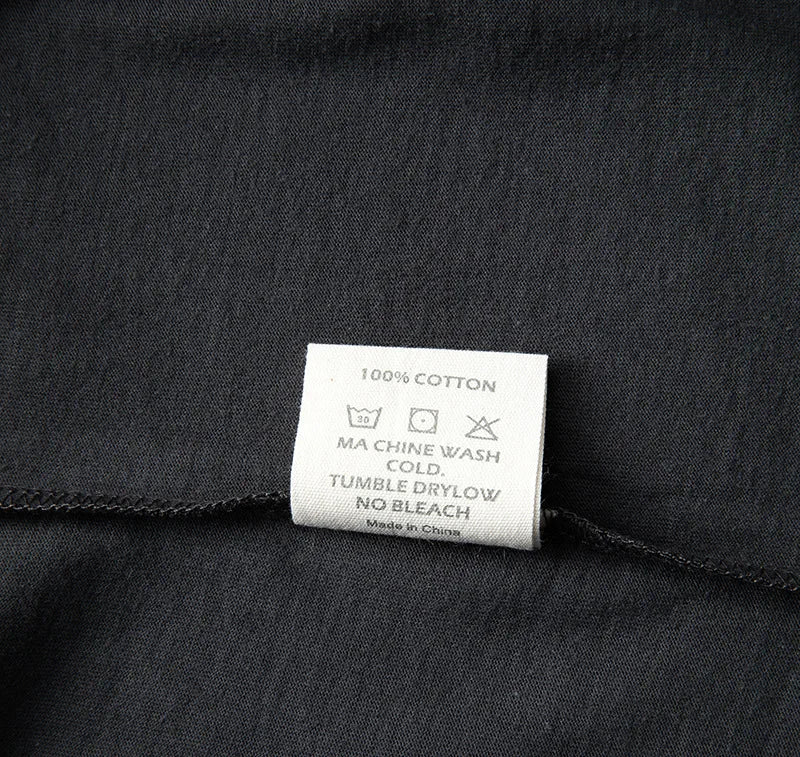 100% COTTON
30
MA CHINE WASH
COLD.
TUMBLE DRYLOW
NO BLEACH
Made in China